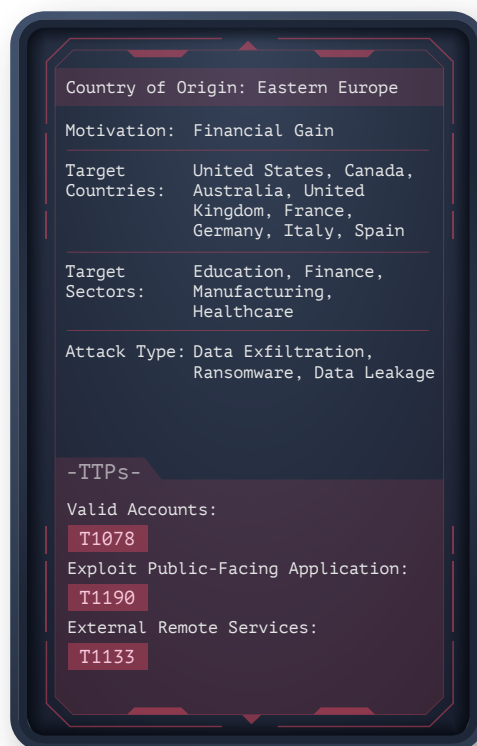 Country of Origin: Eastern Europe
Motivation: Financial Gain
Target Countries: United States, Canada,
Australia, United
Kingdom, France,
Germany, Italy, Spain
Target Sectors: Education, Finance,
Manufacturing,
Healthcare
Attack Type: Data Exfiltration,
Ransomware, Data Leakage
-TTPs-
Valid Accounts:
T1078
Exploit Public-Facing Application:
T1190
External Remote Services:
T1133